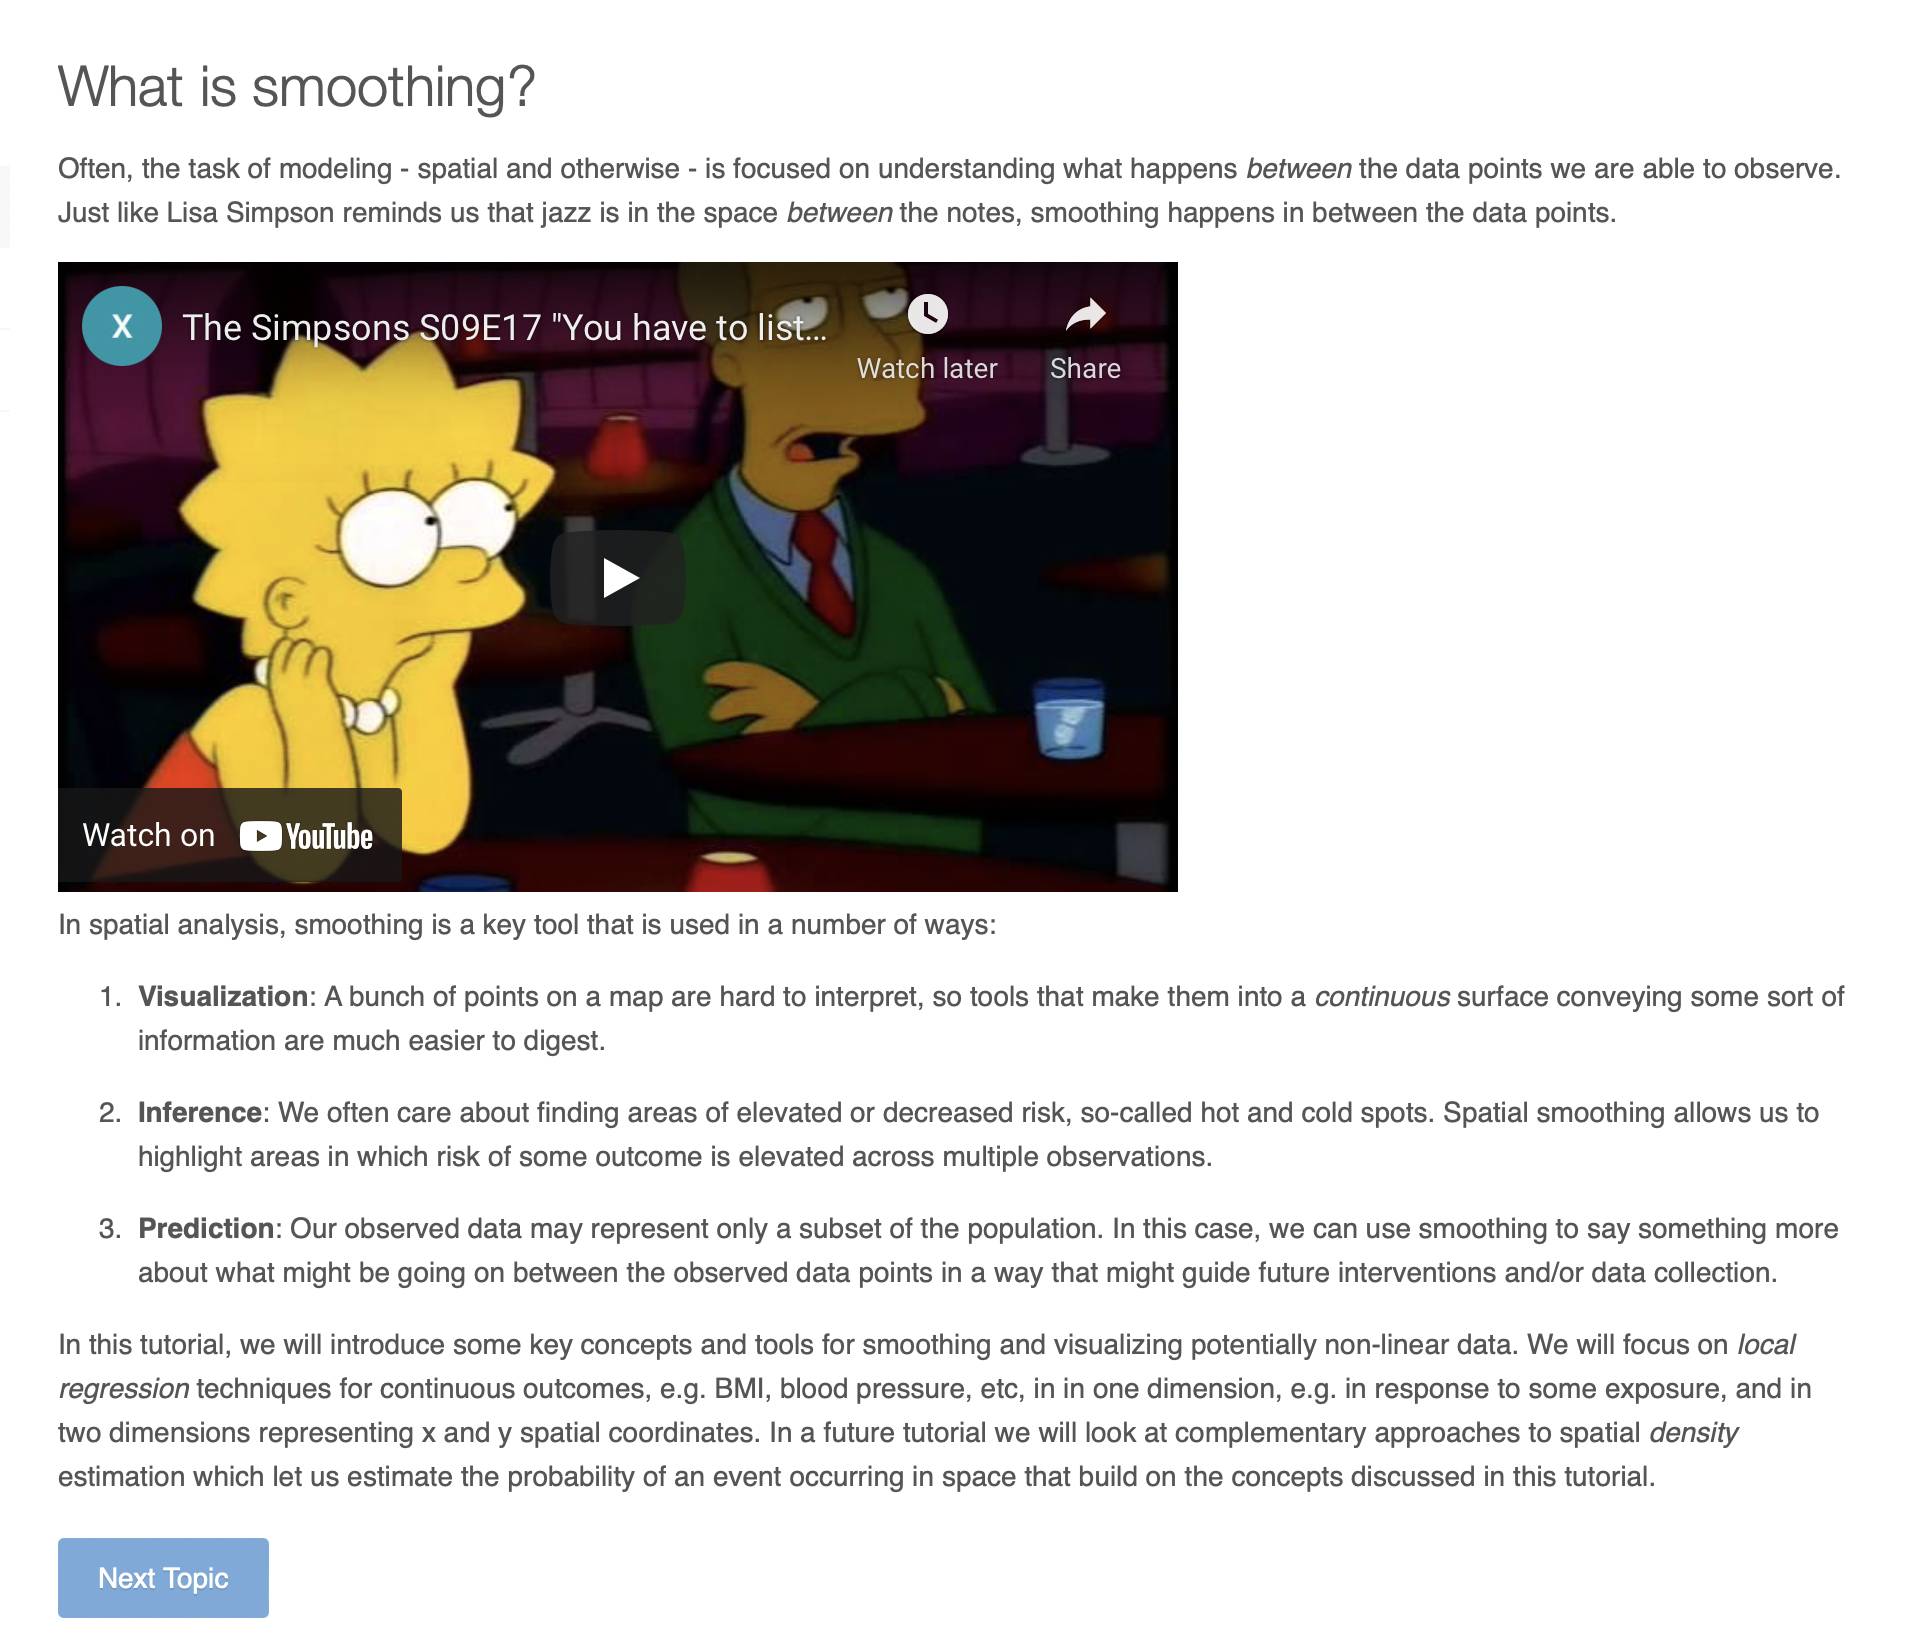 What is smoothing?
Often, the task of modeling - spatial and otherwise - is focused on understanding what happens between the data points we are able to observe.
Just like Lisa Simpson reminds us that jazz is in the space between the notes, smoothing happens in between the data points.
X
The Simpsons S09E17 "You have to list...
Watch later
Share
Watch on YouTube
In spatial analysis, smoothing is a key tool that is used in a number of ways:
1. Visualization: A bunch of points on a map are hard to interpret, so tools that make them into a continuous surface conveying some sort of
information are much easier to digest.
2. Inference: We often care about finding areas of elevated or decreased risk, so-called hot and cold spots. Spatial smoothing allows us to
highlight areas in which risk of some outcome is elevated across multiple observations.
3. Prediction: Our observed data may represent only a subset of the population. In this case, we can use smoothing to say something more
about what might be going on between the observed data points in a way that might guide future interventions and/or data collection.
In this tutorial, we will introduce some key concepts and tools for smoothing and visualizing potentially non-linear data. We will focus on local
regression techniques for continuous outcomes, e.g. BMI, blood pressure, etc, in in one dimension, e.g. in response to some exposure, and in
two dimensions representing x and y spatial coordinates. In a future tutorial we will look at complementary approaches to spatial density
estimation which let us estimate the probability of an event occurring in space that build on the concepts discussed in this tutorial.
Next Topic